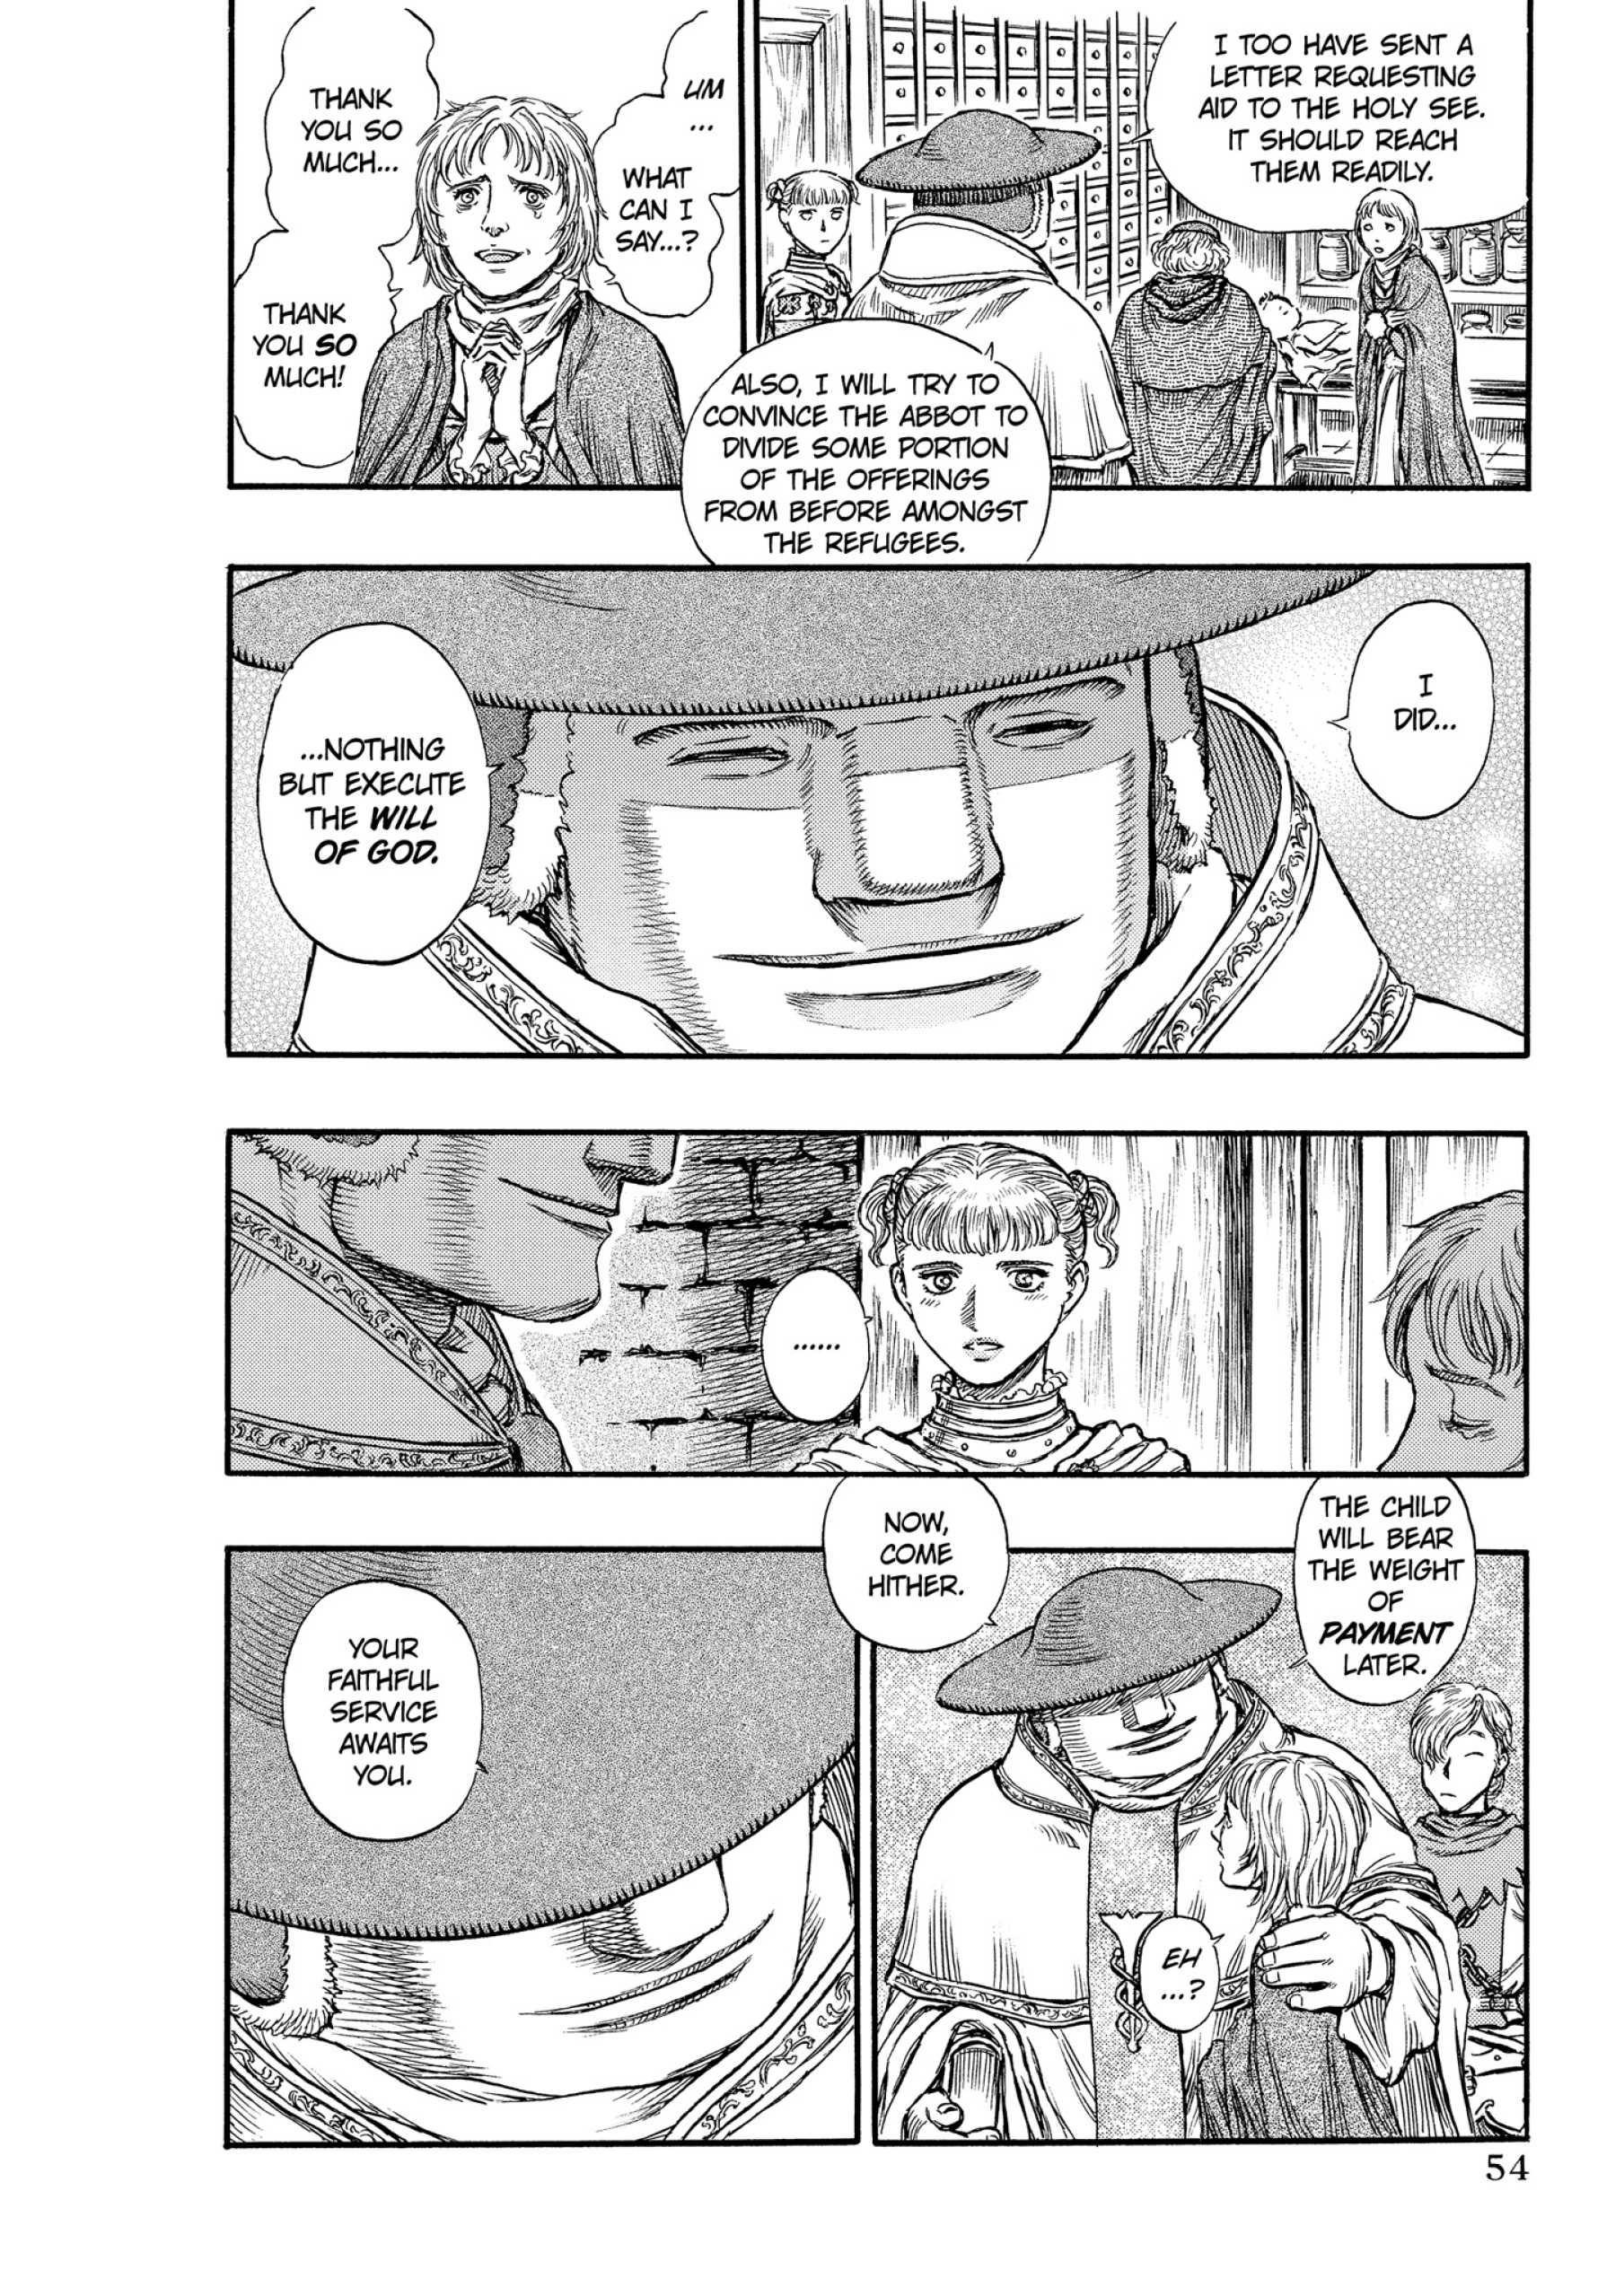 I TOO HAVE SENT A
LETTER REQUESTING
AID TO THE HOLY SEE.
IT SHOULD REACH
THEM READILY.
ALSO, I WILL TRY TO
CONVINCE THE ABBOT TO
DIVIDE SOME PORTION
OF THE OFFERINGS
FROM BEFORE AMONGST
THE REFUGEES.
UM
...
WHAT
CAN I
SAY...?
THANK
YOU SO
MUCH...
THANK
YOU SO
MUCH!
I
DID...
...NOTHING
BUT EXECUTE
THE WILL
OF GOD.
......
THE CHILD
WILL BEAR
THE WEIGHT
OF
PAYMENT
LATER.
NOW,
COME
HITHER.
EH
...?
YOUR
FAITHFUL
SERVICE
AWAITS
YOU.
54